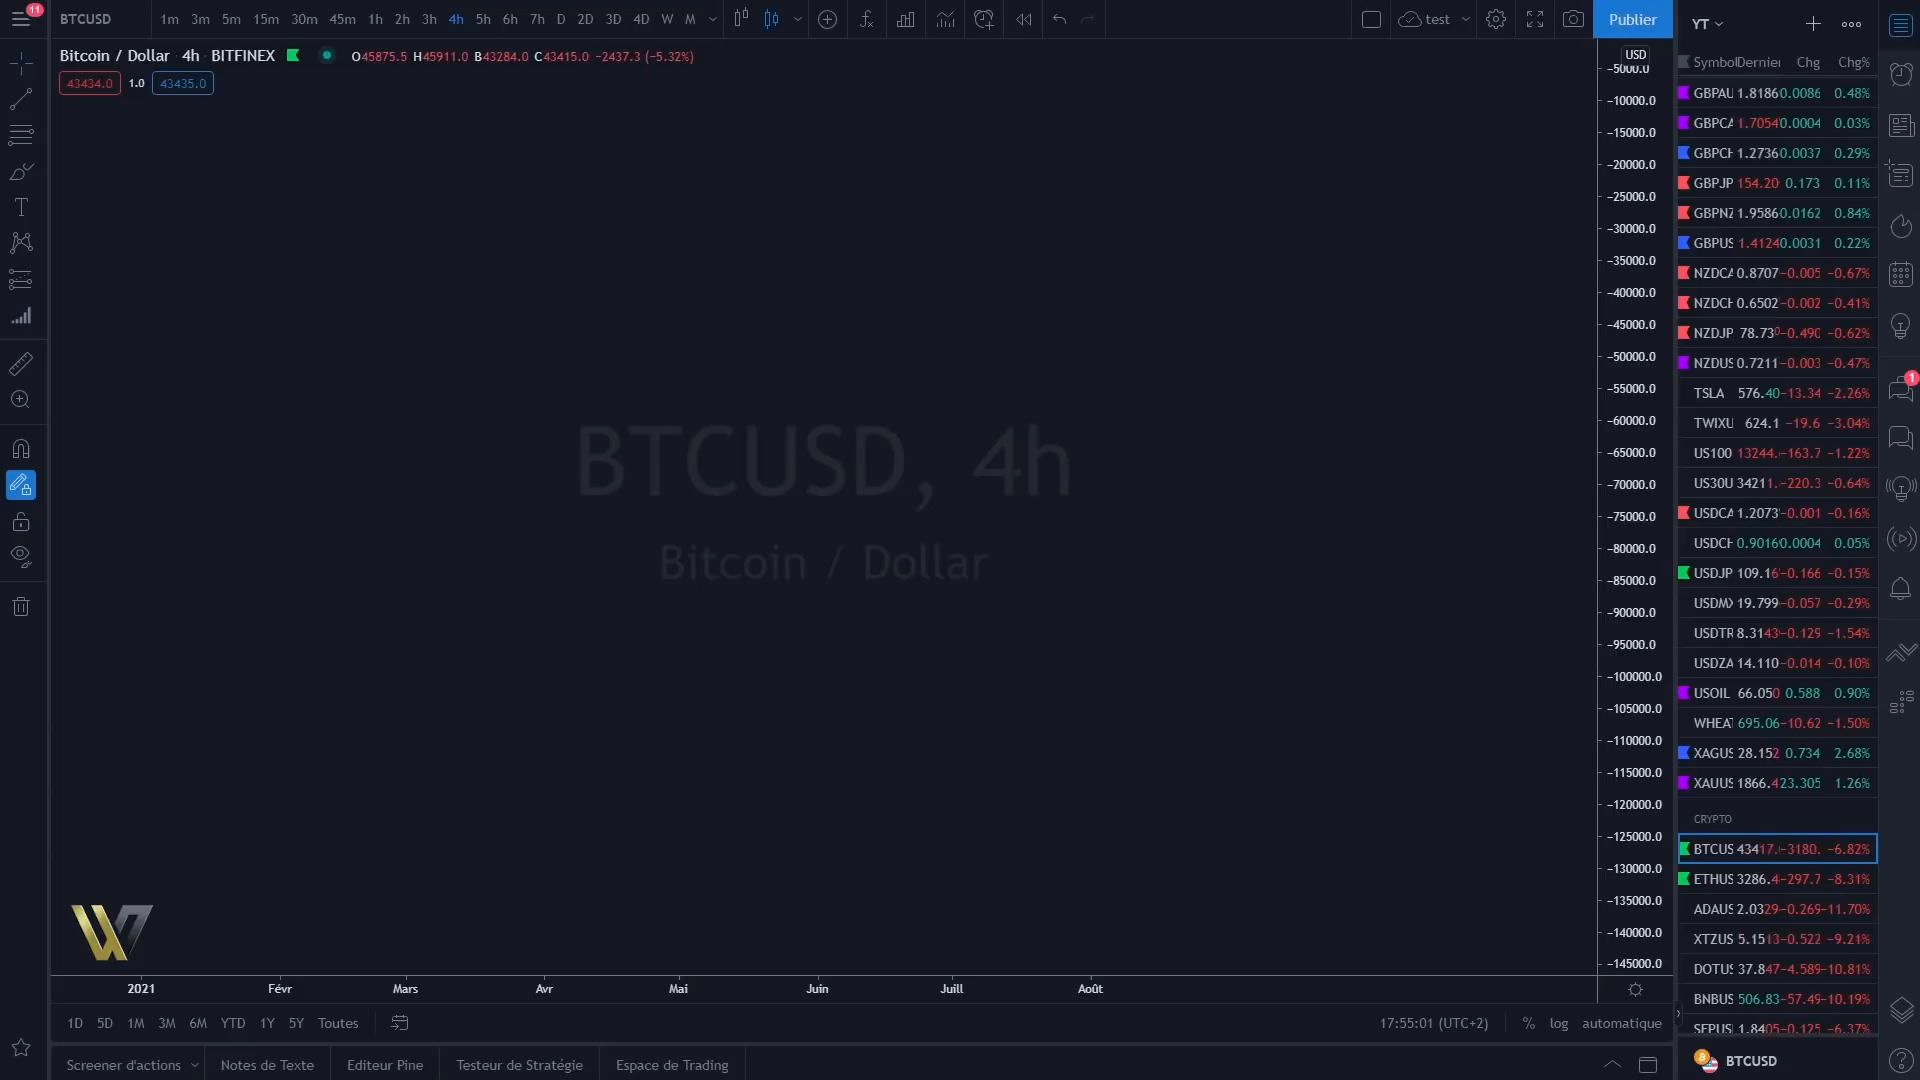 11
BTCUSD 1m 3m 5m 15m 30m 45m 1h 2h 3h 4h 5h 6h 7h D 2D 3D 4D W M test Publier YT
Bitcoin / Dollar 4h BITFINEX O45875.5 H45911.0 B43284.0 C43415.0 −2437.3 (−5.32%)
43434.0 1.0 43435.0
USD
−5000.0
−10000.0
−15000.0
−20000.0
−25000.0
−30000.0
−35000.0
−40000.0
−45000.0
−50000.0
−55000.0
−60000.0
−65000.0
−70000.0
−75000.0
−80000.0
−85000.0
−90000.0
−95000.0
−100000.0
−105000.0
−110000.0
−115000.0
−120000.0
−125000.0
−130000.0
−135000.0
−140000.0
−145000.0
BTCUSD, 4h
Bitcoin / Dollar
2021 Févr Mars Avr Mai Juin Juill Août
1D 5D 1M 3M 6M YTD 1Y 5Y Toutes 17:55:01 (UTC+2) % log automatique
Screener d'actions Notes de Texte Editeur Pine Testeur de Stratégie Espace de Trading
Symbol Dernier Chg Chg%
GBPAU 1.8186 0.0086 0.48%
GBPCA 1.7054 0.0004 0.03%
GBPCH 1.2736 0.0037 0.29%
GBPJP 154.20 0.173 0.11%
GBPNZ 1.9586 0.0162 0.84%
GBPUS 1.4124 0.0031 0.22%
NZDCA 0.8707 −0.005 −0.67%
NZDCH 0.6502 −0.002 −0.41%
NZDJP 78.730 −0.490 −0.62%
NZDUS 0.7211 −0.003 −0.47%
TSLA 576.40 −13.34 −2.26%
TWIXU 624.1 −19.6 −3.04%
US100 13244. −163.7 −1.22%
US30U 34211. −220.3 −0.64%
USDCA 1.2073 −0.001 −0.16%
USDCH 0.9016 0.0004 0.05%
USDJP 109.16 −0.166 −0.15%
USDMX 19.799 −0.057 −0.29%
USDTR 8.3143 −0.129 −1.54%
USDZA 14.110 −0.014 −0.10%
USOIL 66.050 0.588 0.90%
WHEAT 695.06 −10.62 −1.50%
XAGUS 28.152 0.734 2.68%
XAUUS 1866.4 23.305 1.26%
CRYPTO
BTCUS 43417. −3180. −6.82%
ETHUS 3286.4 −297.7 −8.31%
ADAUS 2.0329 −0.269 −11.70%
XTZUS 5.1513 −0.522 −9.21%
DOTUS 37.847 −4.589 −10.81%
BNBUS 506.83 −57.49 −10.19%
1.8405 −0.125 −6.37%
BTCUSD
1